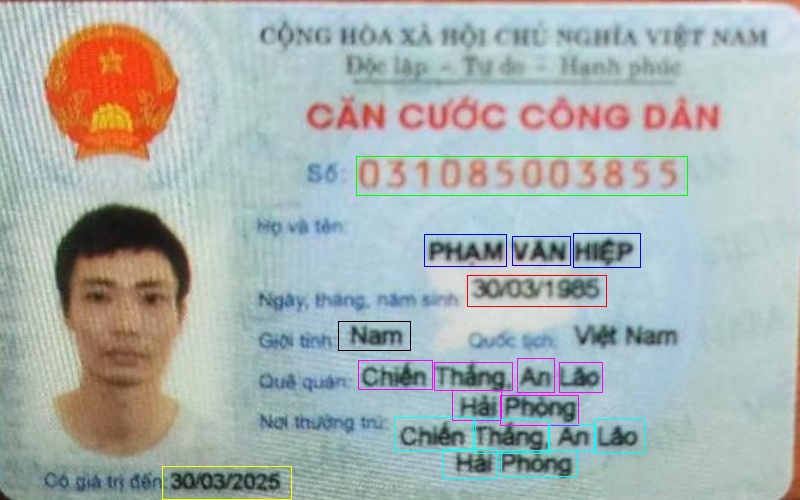 CỘNG HÒA XÃ HỘI CHỦ NGHĨA VIỆT NAM
Độc lập - Tự do - Hạnh phúc
CĂN CƯỚC CÔNG DÂN
Số: 031085003855
Họ và tên:
PHẠM VĂN HIỆP
Ngày, tháng, năm sinh: 30/03/1985
Giới tính: Nam Quốc tịch: Việt Nam
Quê quán: Chiến Thắng, An Lão
Hải Phòng
Nơi thường trú: Chiến Thắng, An Lão
Hải Phòng
Có giá trị đến: 30/03/2025